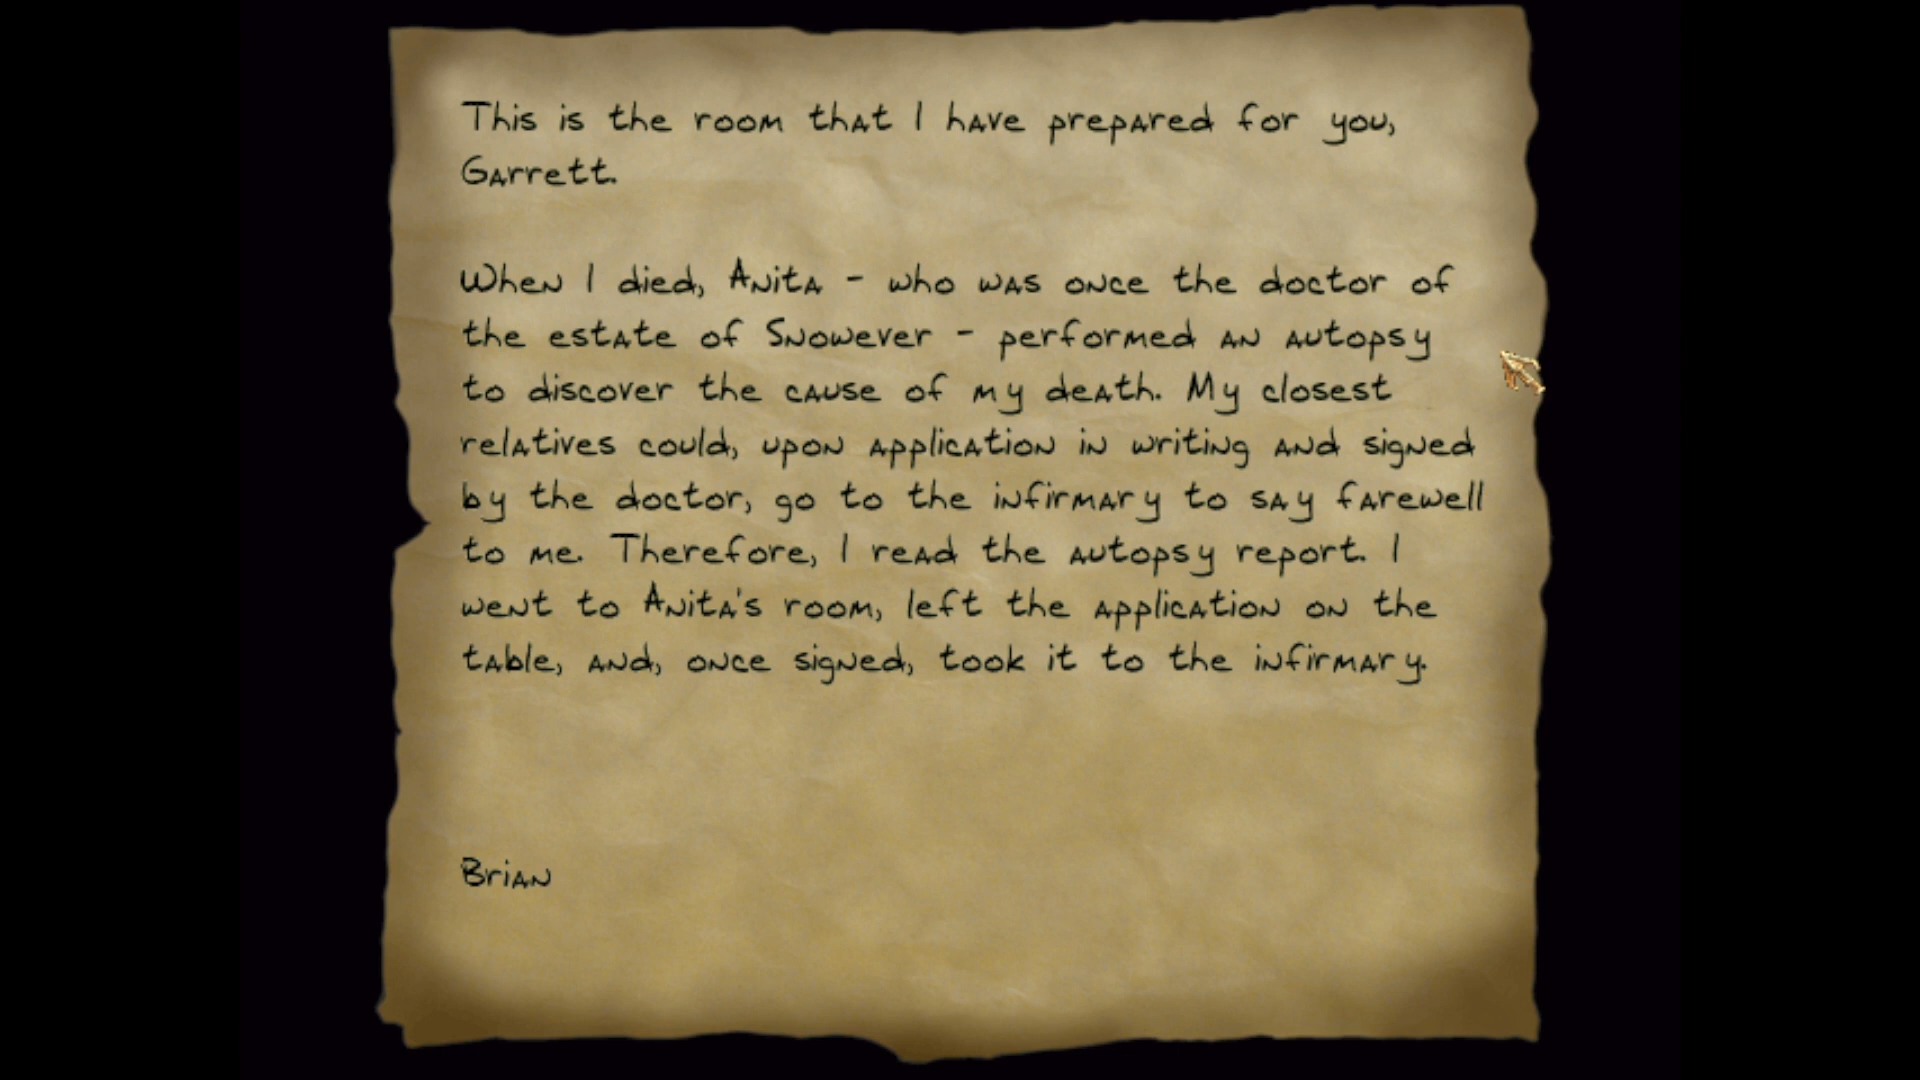 This is the room that I have prepared for you,
Garrett.
When I died, Anita - who was once the doctor of
the estate of Snowever - performed an autopsy
to discover the cause of my death. My closest
relatives could, upon application in writing and signed
by the doctor, go to the infirmary to say farewell
to me. Therefore, I read the autopsy report. I
went to Anita's room, left the application on the
table, and, once signed, took it to the infirmary.
Brian